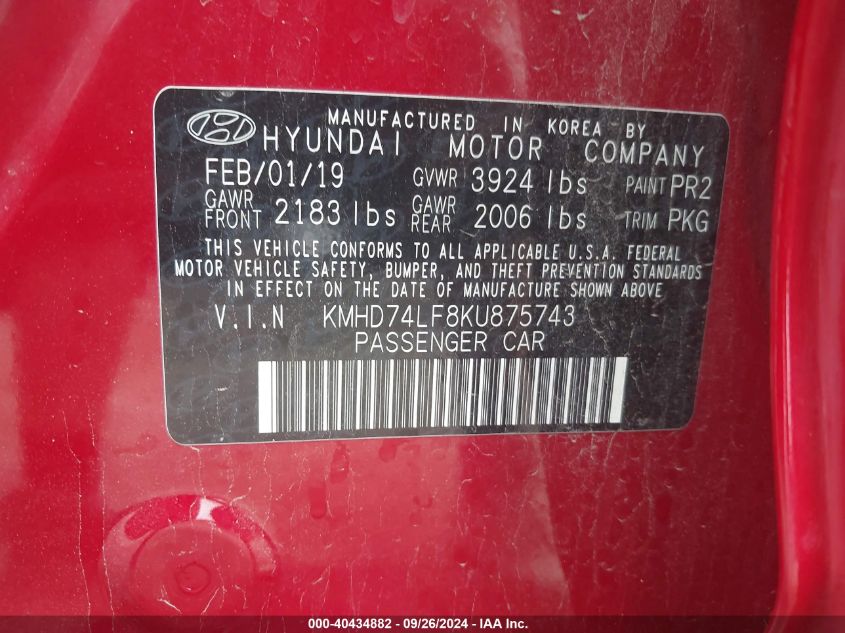 MANUFACTURED IN KOREA BY
HYUNDAI MOTOR COMPANY
FEB/01/19 GVWR 3924 lbs PAINT PR2
GAWR FRONT 2183 lbs GAWR REAR 2006 lbs TRIM PKG
THIS VEHICLE CONFORMS TO ALL APPLICABLE U.S.A. FEDERAL
MOTOR VEHICLE SAFETY, BUMPER, AND THEFT PREVENTION STANDARDS
IN EFFECT ON THE DATE OF MANUFACTURE SHOWN ABOVE
V.I.N KMHD74LF8KU875743
PASSENGER CAR
000-40434882 - 09/26/2024 - IAA Inc.